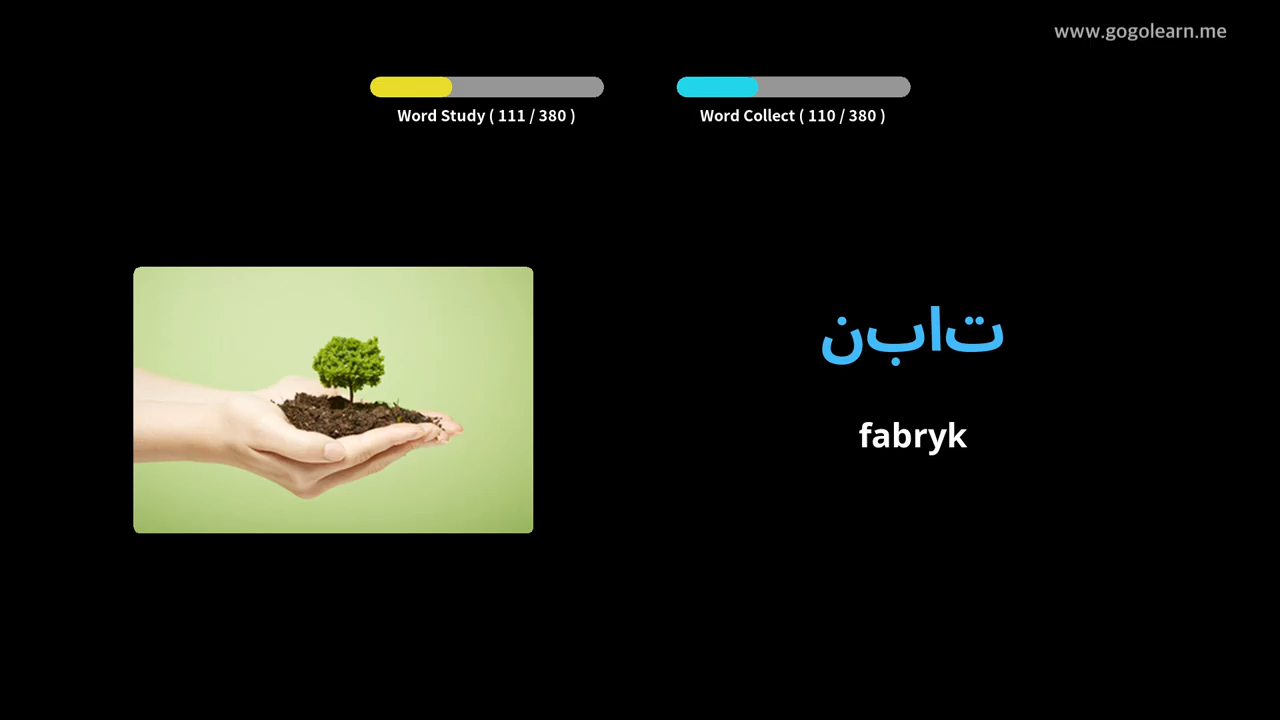 www.gogolearn.me
Word Study ( 111 / 380 )
Word Collect ( 110 / 380 )
نبات
fabryk